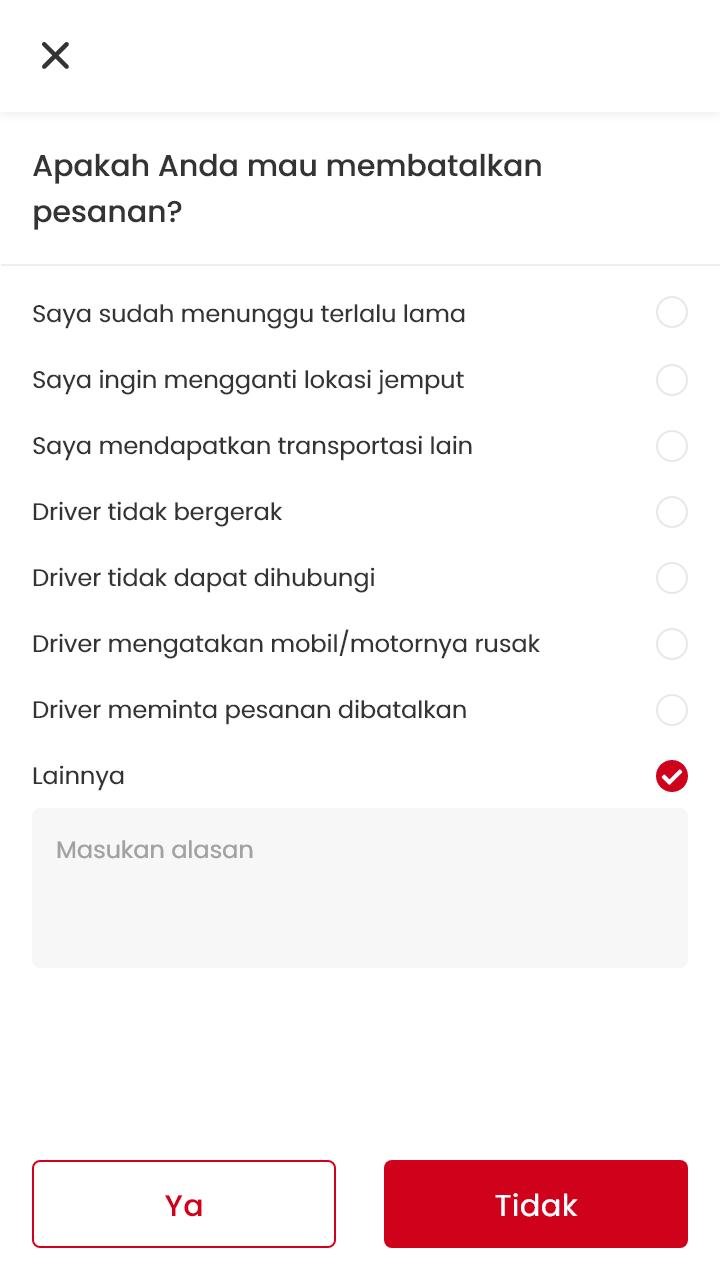 Apakah Anda mau membatalkan
pesanan?
Saya sudah menunggu terlalu lama
Saya ingin mengganti lokasi jemput
Saya mendapatkan transportasi lain
Driver tidak bergerak
Driver tidak dapat dihubungi
Driver mengatakan mobil/motornya rusak
Driver meminta pesanan dibatalkan
Lainnya
Masukan alasan
Ya
Tidak